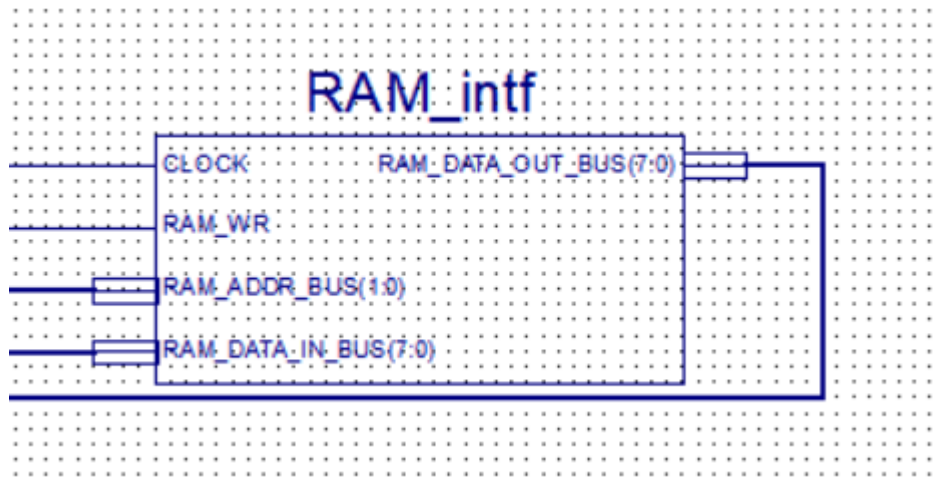 RAM_intf
CLOCK RAM_DATA_OUT_BUS(7:0)
RAM_WR
RAM_ADDR_BUS(1:0)
RAM_DATA_IN_BUS(7:0)